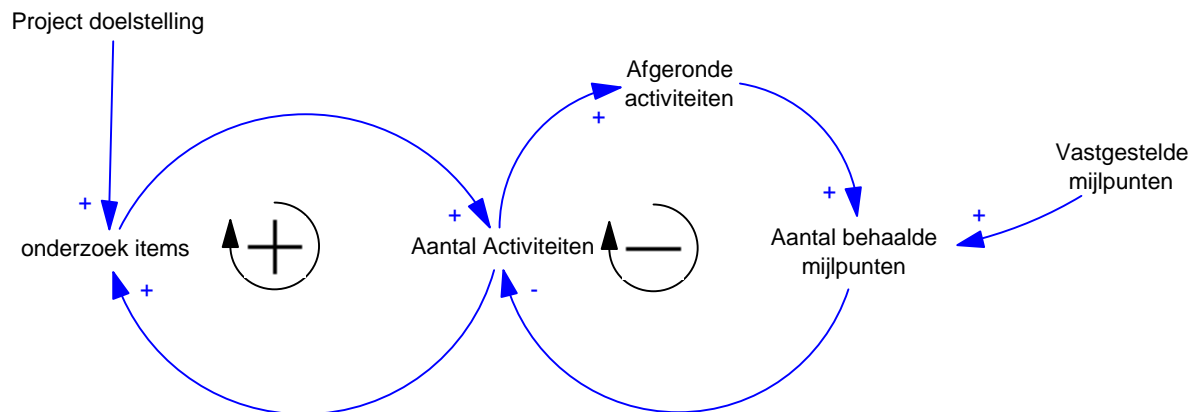 Project doelstelling
Afgeronde
activiteiten
Vastgestelde
mijlpunten
onderzoek items
Aantal Activiteiten
Aantal behaalde
mijlpunten
+
+
+
+
+
+
+
-
+
−